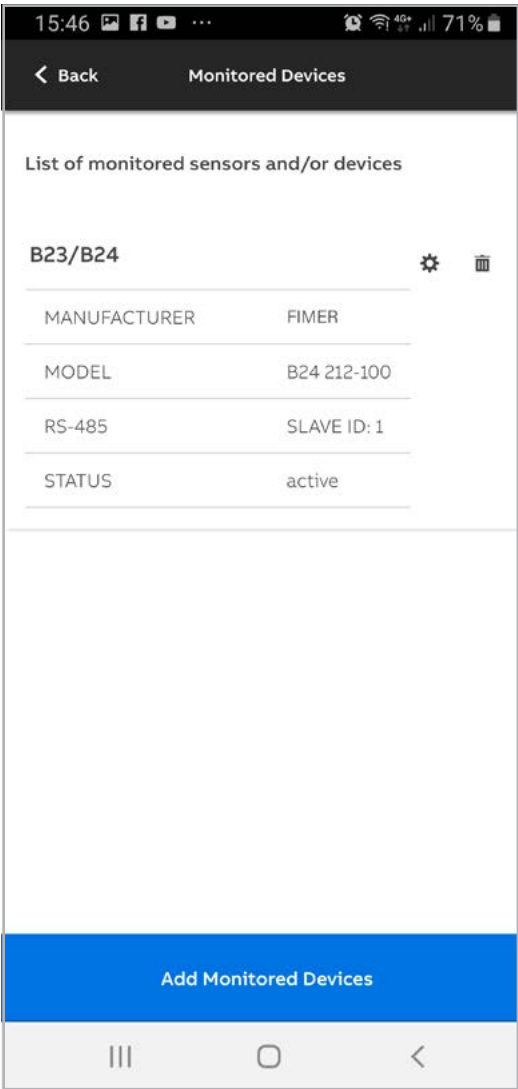 15:46 ... 4G+ 71%
Back Monitored Devices
List of monitored sensors and/or devices
B23/B24
MANUFACTURER FIMER
MODEL B24 212-100
RS-485 SLAVE ID: 1
STATUS active
Add Monitored Devices